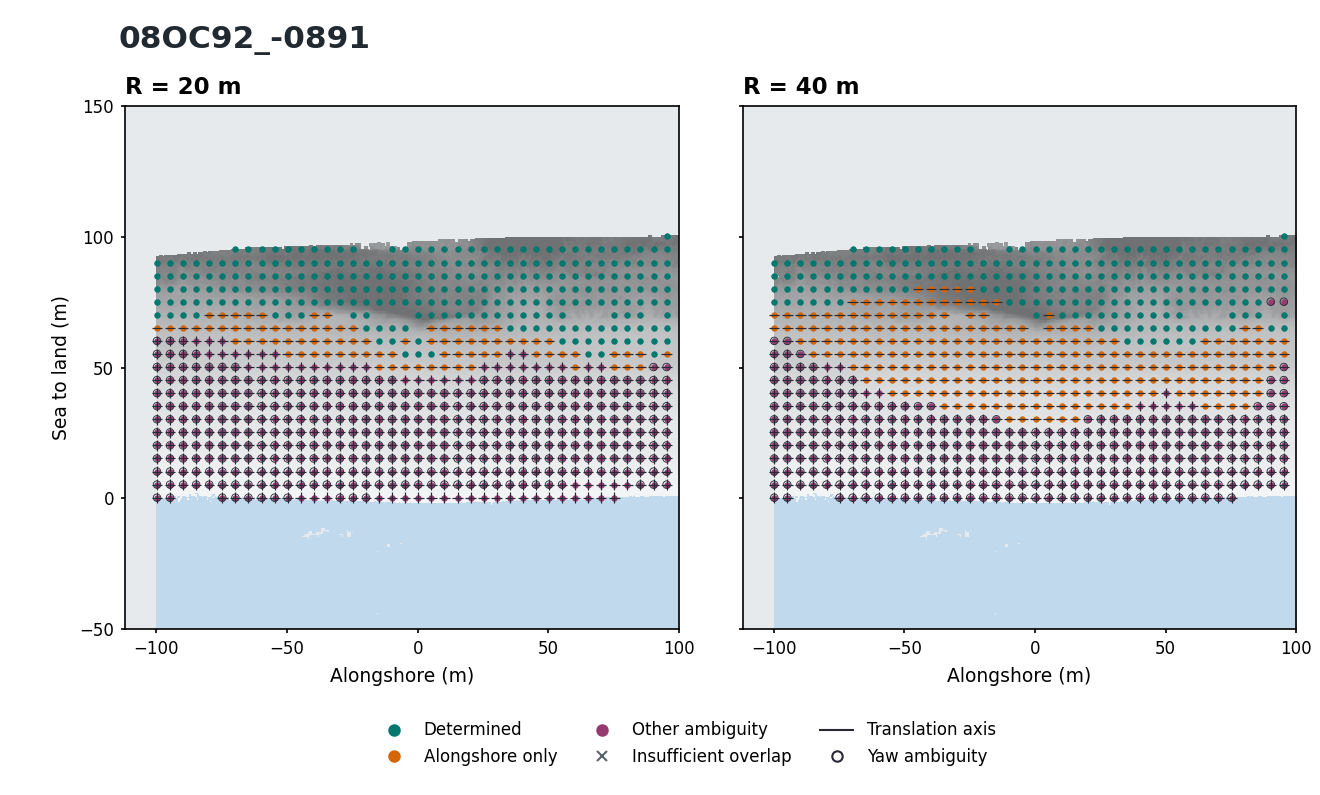 08OC92_-0891
R = 20 m
R = 40 m
150
100
50
0
−50
Sea to land (m)
−100
−50
0
50
100
−100
−50
0
50
100
Alongshore (m)
Alongshore (m)
Determined
Other ambiguity
Translation axis
Alongshore only
Insufficient overlap
Yaw ambiguity